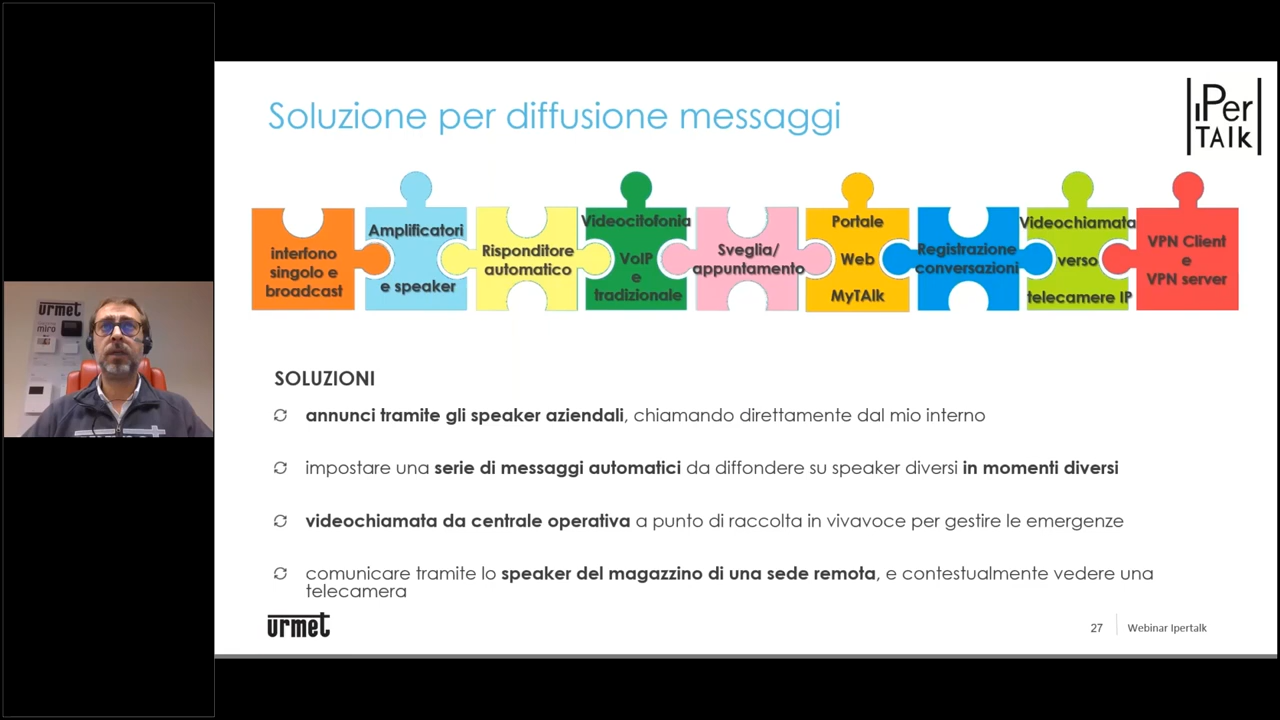 Soluzione per diffusione messaggi
IPer
TAlk
interfono
singolo e
broadcast
Amplificatori
e speaker
Risponditore
automatico
Videocitofonia
VoIP
e
tradizionale
Sveglia/
appuntamento
Portale
Web
MyTAlk
Registrazione
conversazioni
Videochiamata
verso
telecamere IP
VPN Client
e
VPN server
urmet
miro
SOLUZIONI
annunci tramite gli speaker aziendali, chiamando direttamente dal mio interno
impostare una serie di messaggi automatici da diffondere su speaker diversi in momenti diversi
videochiamata da centrale operativa a punto di raccolta in vivavoce per gestire le emergenze
comunicare tramite lo speaker del magazzino di una sede remota, e contestualmente vedere una
telecamera
urmet
27
Webinar Ipertalk